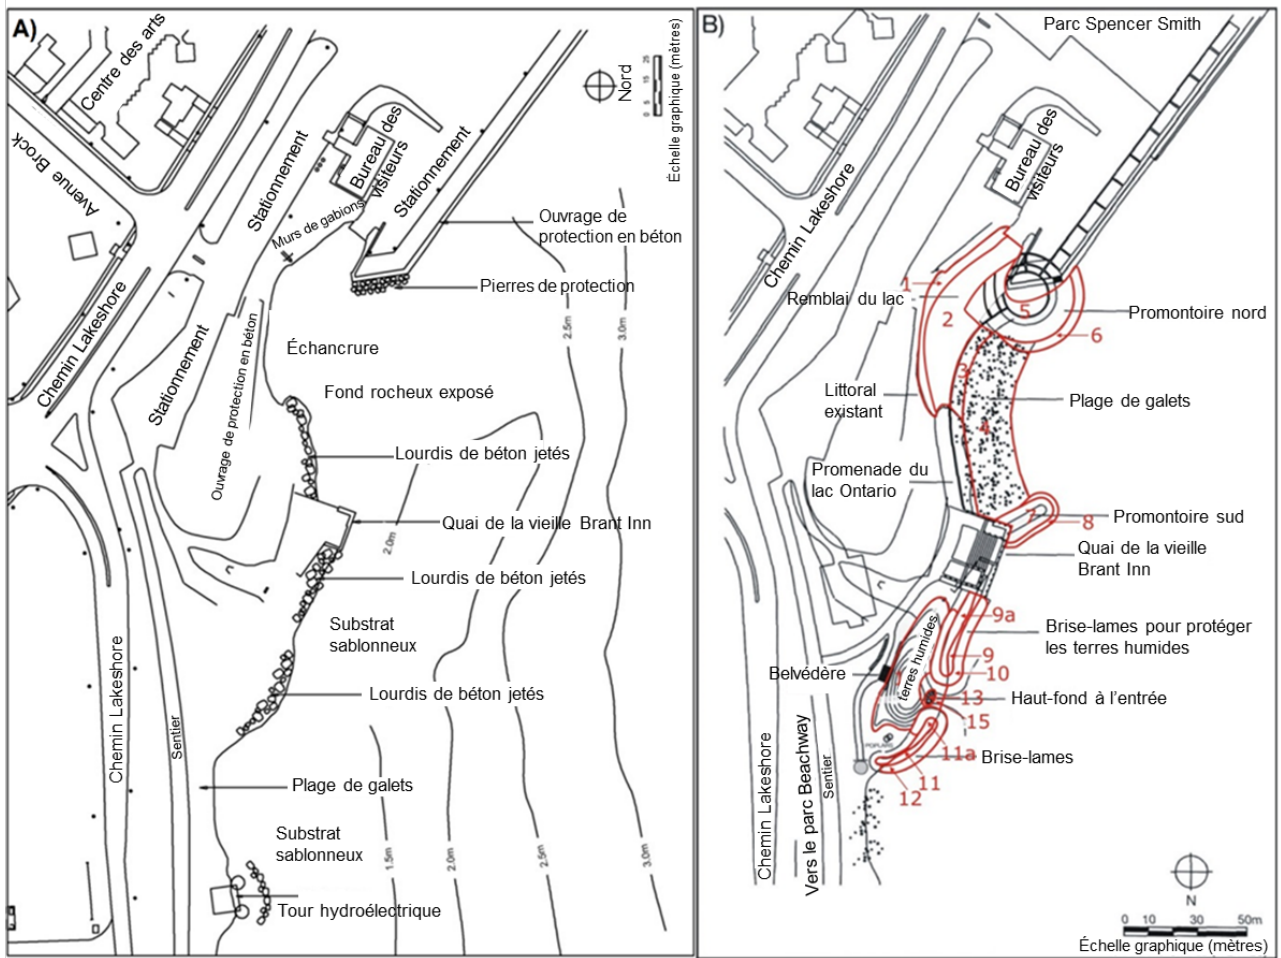 A)
Centre des arts
Avenue Brock
Chemin Lakeshore
Stationnement
Stationnement
Bureau des
visiteurs
Stationnement
Murs de gabions
Nord
Échelle graphique (mètres)
0 5 15 25
Ouvrage de
protection en béton
Pierres de protection
2.5m
3.0m
Échancrure
Ouvrage de protection en béton
Fond rocheux exposé
Lourdis de béton jetés
Quai de la vieille Brant Inn
2.0m
Lourdis de béton jetés
Substrat
sablonneux
Lourdis de béton jetés
Chemin Lakeshore
Sentier
Plage de galets
Substrat
sablonneux
1.5m
2.0m
2.5m
3.0m
Tour hydroélectrique
B)
Parc Spencer Smith
Bureau des
visiteurs
Chemin Lakeshore
1
Remblai du lac
2
5
Promontoire nord
6
3
Littoral
existant
Plage de galets
4
Promenade du
lac Ontario
7
8
Promontoire sud
Quai de la vieille
Brant Inn
9a
Brise-lames pour protéger
les terres humides
terres humides
9
10
Belvédère
13
Haut-fond à l'entrée
15
POPLARS
11a
Brise-lames
11
12
Chemin Lakeshore
Vers le parc Beachway
Sentier
N
0 10 30 50m
Échelle graphique (mètres)